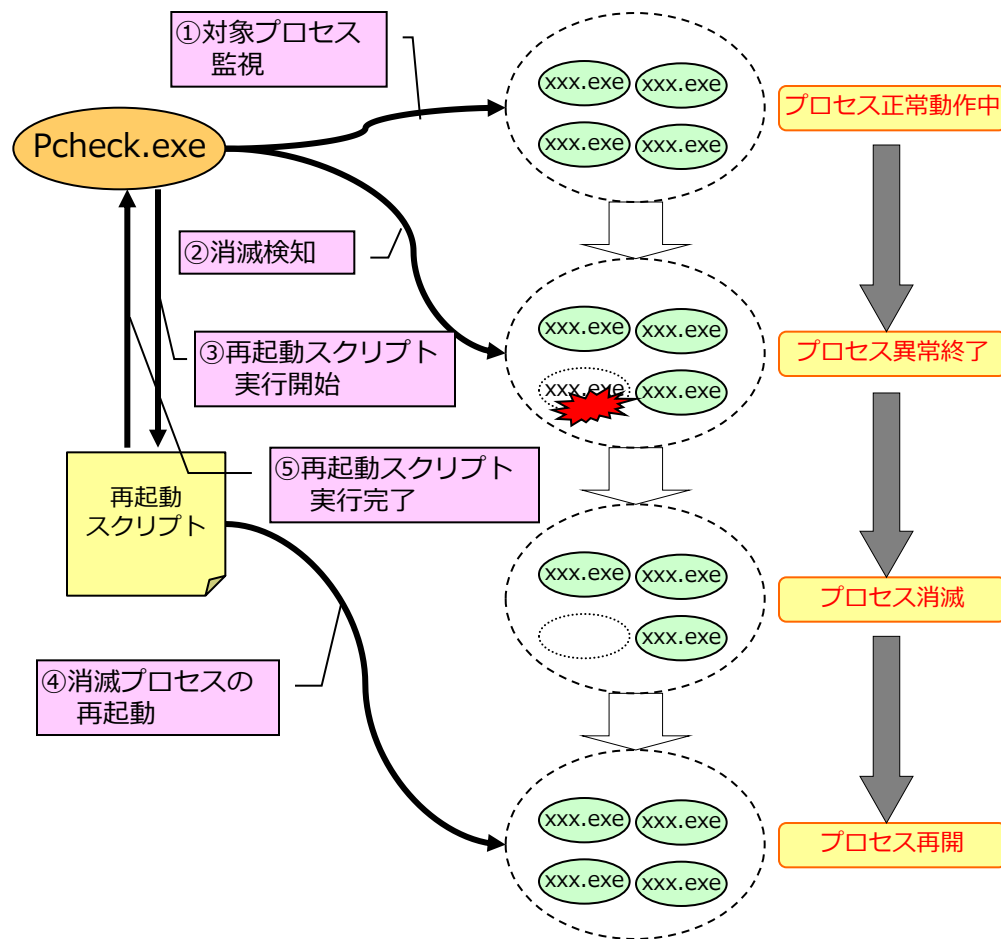 ①対象プロセス
監視
xxx.exe
xxx.exe
xxx.exe
xxx.exe
プロセス正常動作中
Pcheck.exe
②消滅検知
xxx.exe
xxx.exe
xxx.exe
xxx.exe
プロセス異常終了
③再起動スクリプト
実行開始
⑤再起動スクリプト
実行完了
再起動
スクリプト
xxx.exe
xxx.exe
xxx.exe
プロセス消滅
④消滅プロセスの
再起動
xxx.exe
xxx.exe
xxx.exe
xxx.exe
プロセス再開